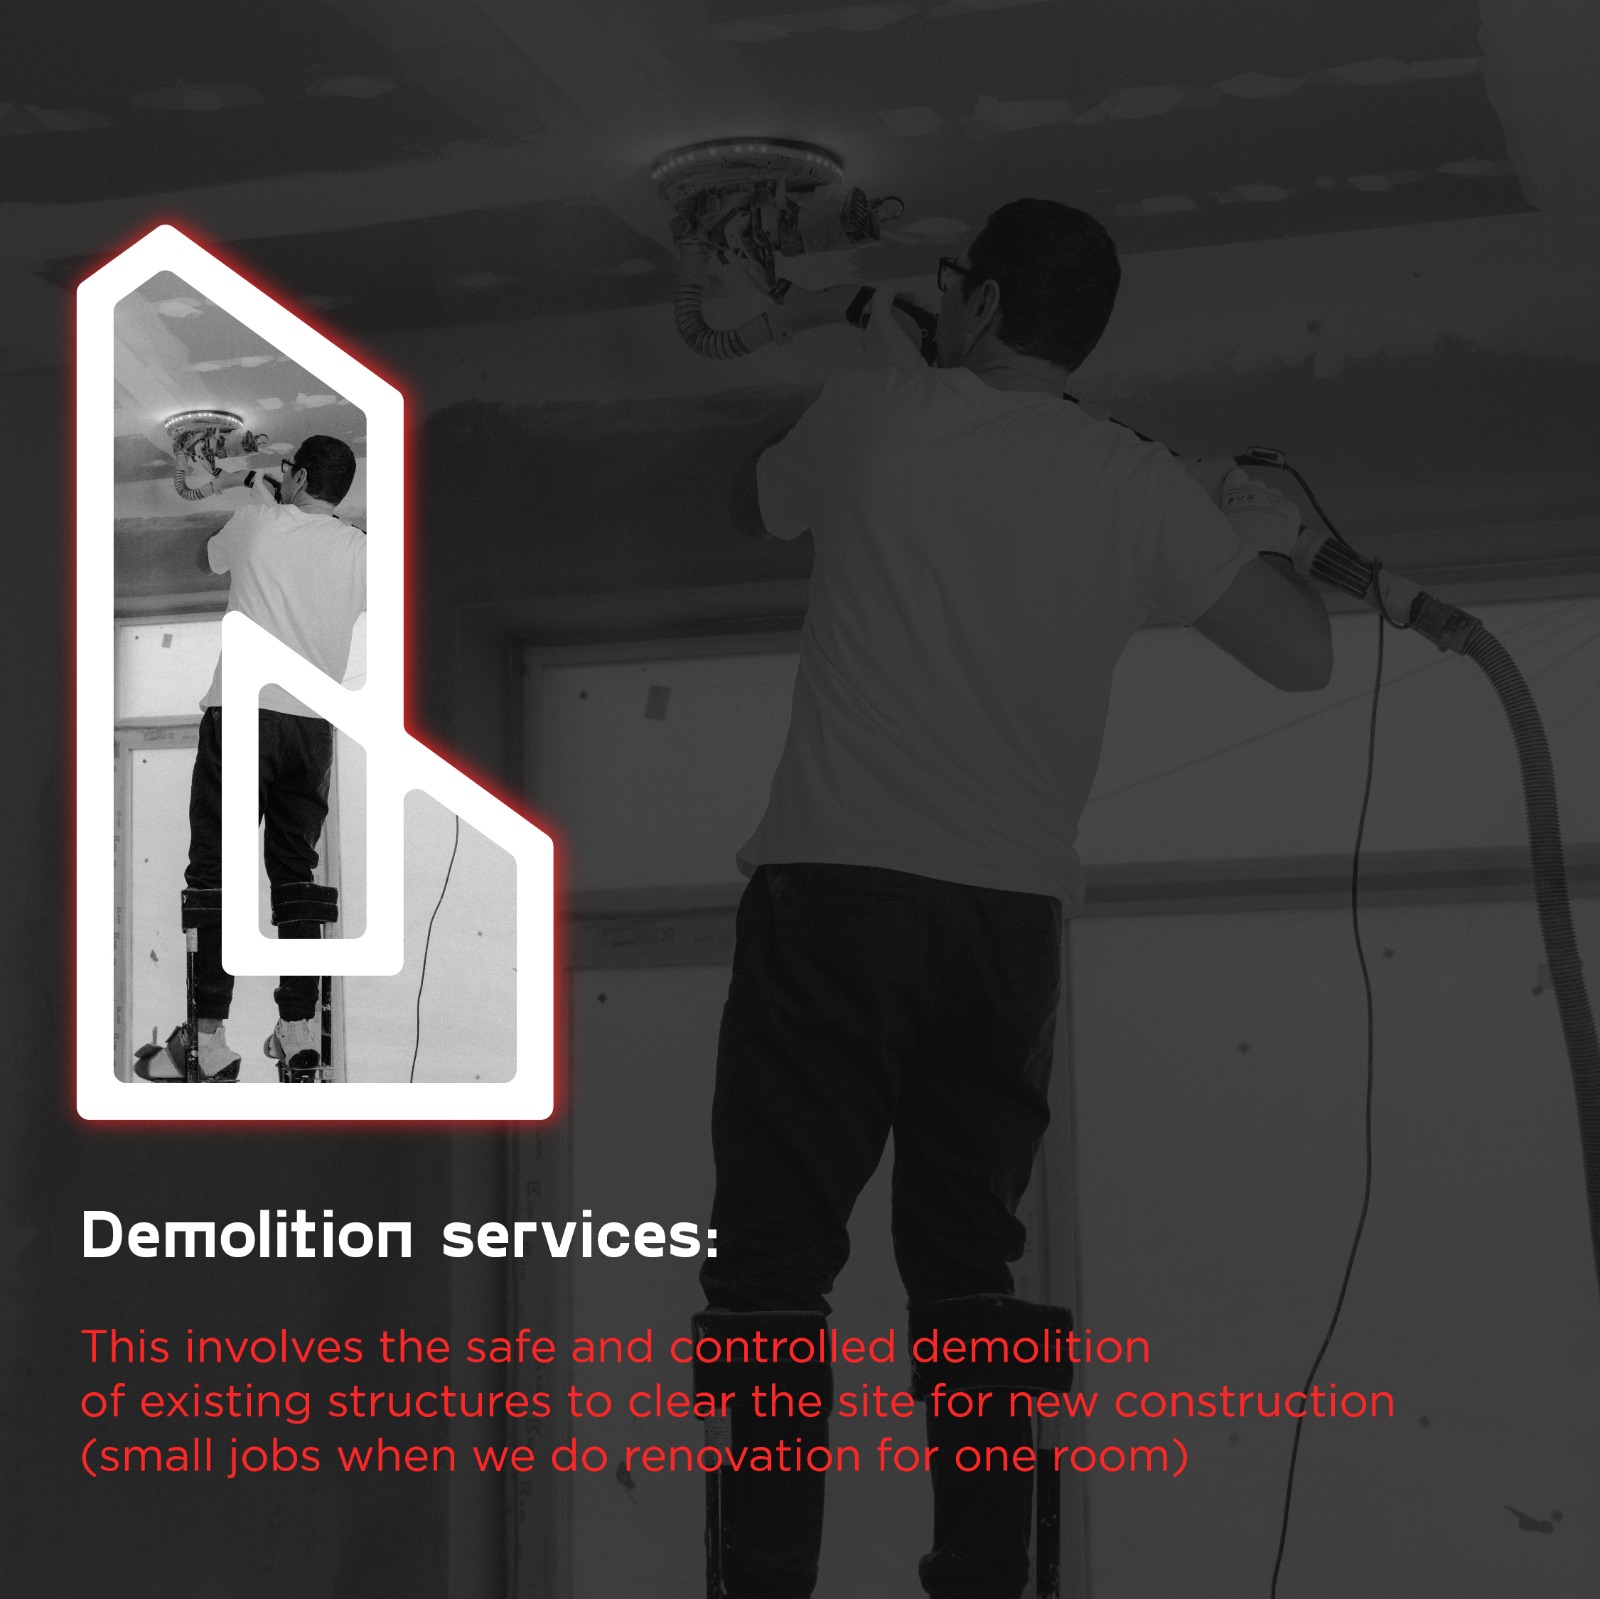 Demolition services:
This involves the safe and controlled demolition
of existing structures to clear the site for new construction
(small jobs when we do renovation for one room)